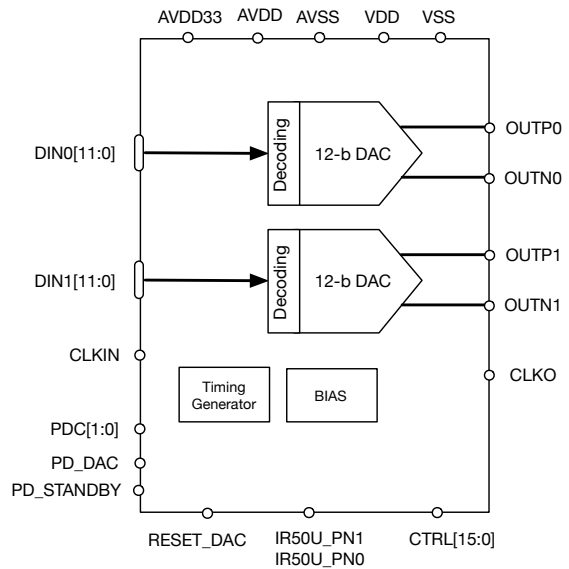 AVDD33 AVDD AVSS VDD VSS
DIN0[11:0]
Decoding
12-b DAC
OUTP0
OUTN0
DIN1[11:0]
Decoding
12-b DAC
OUTP1
OUTN1
CLKIN
CLKO
Timing
Generator
BIAS
PDC[1:0]
PD_DAC
PD_STANDBY
RESET_DAC
IR50U_PN1
IR50U_PN0
CTRL[15:0]